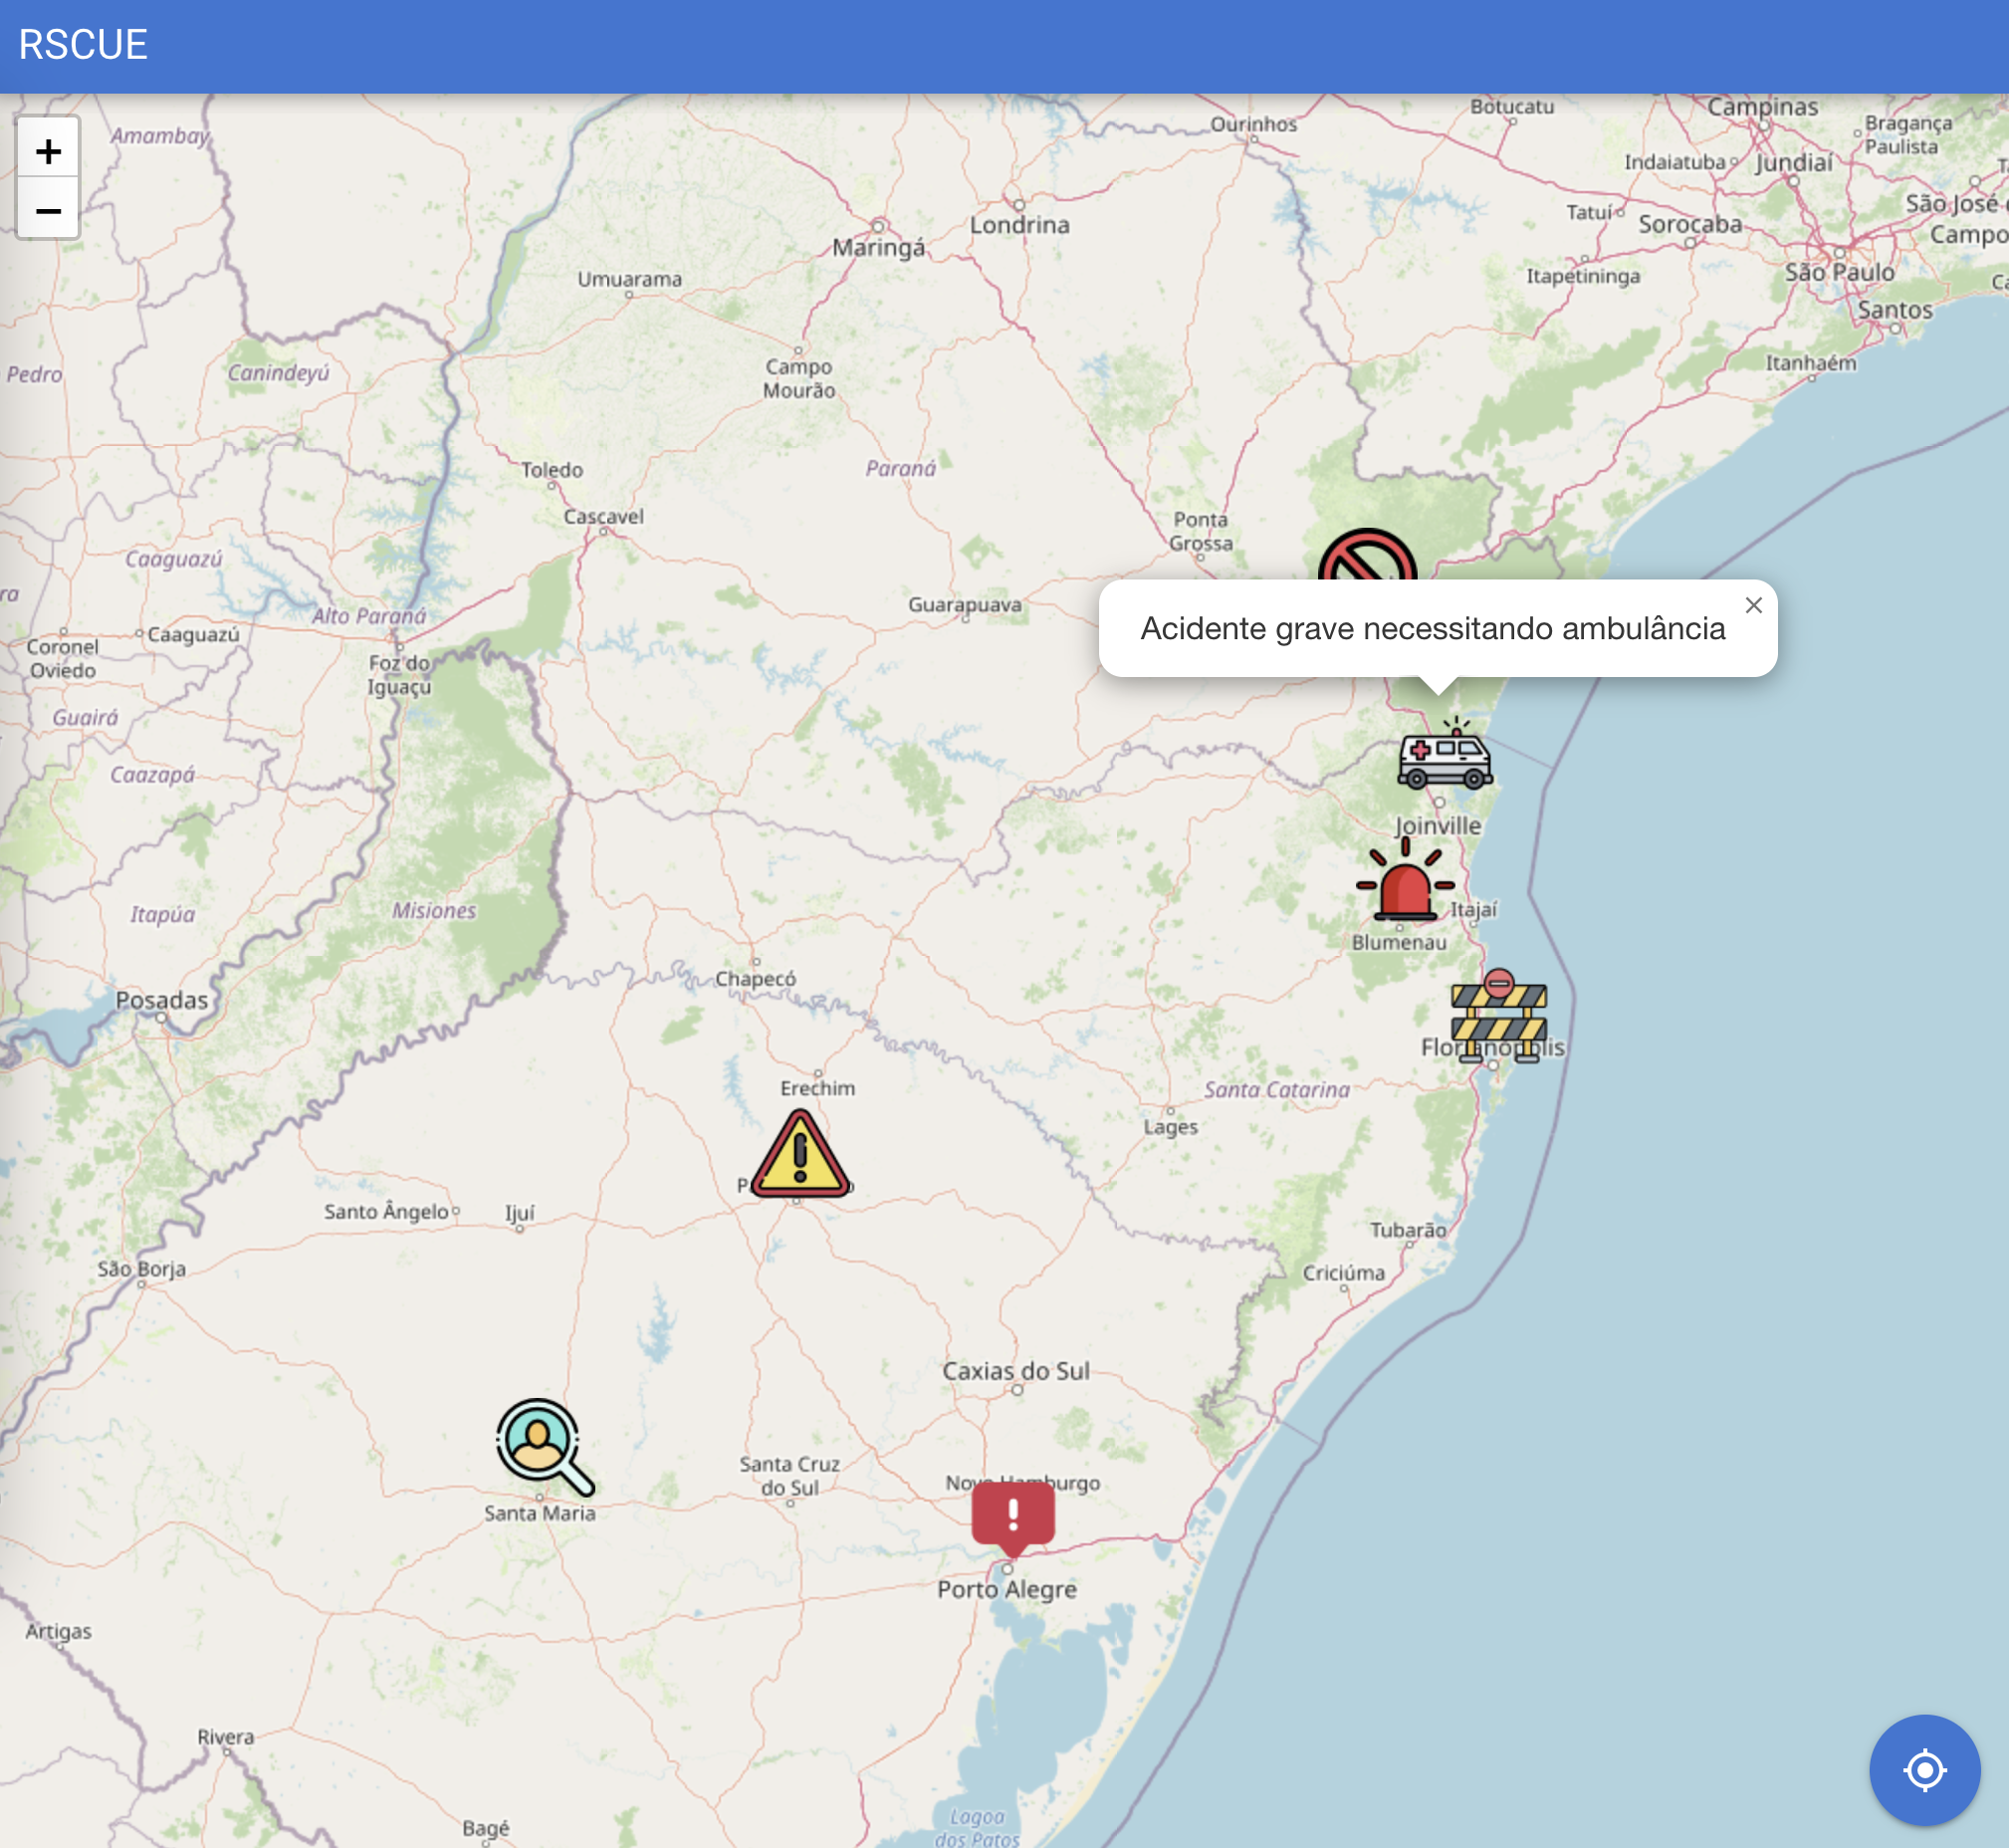 RSCUE
+
−
Amambay
Ourinhos
Botucatu
Campinas
Bragança
Paulista
Indaiatuba
Jundiaí
Tatuí
Sorocaba
São José
Campo
Itapetininga
São Paulo
Santos
Itanhaém
Londrina
Maringá
Umuarama
Campo
Mourão
Pedro
Canindeyú
Toledo
Paraná
Cascavel
Ponta
Grossa
Caaguazú
Alto Paraná
Guarapuava
Coronel
Oviedo
Caaguazú
Foz do
Iguaçu
Acidente grave necessitando ambulância
×
Guairá
Caazapá
Joinville
Itapúa
Misiones
Itajaí
Blumenau
Chapecó
Posadas
Florianópolis
Erechim
Santa Catarina
Lages
Santo Ângelo
Ijuí
Tubarão
São Borja
Criciúma
Caxias do Sul
Santa Cruz
do Sul
Novo Hamburgo
Santa Maria
Porto Alegre
Artigas
Rivera
Bagé
Lagoa
dos Patos